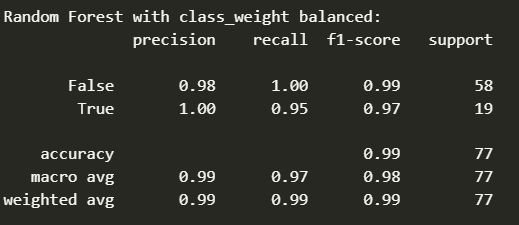 Random Forest with class_weight balanced:
precision recall f1-score support
False 0.98 1.00 0.99 58
True 1.00 0.95 0.97 19
accuracy 0.99 77
macro avg 0.99 0.97 0.98 77
weighted avg 0.99 0.99 0.99 77